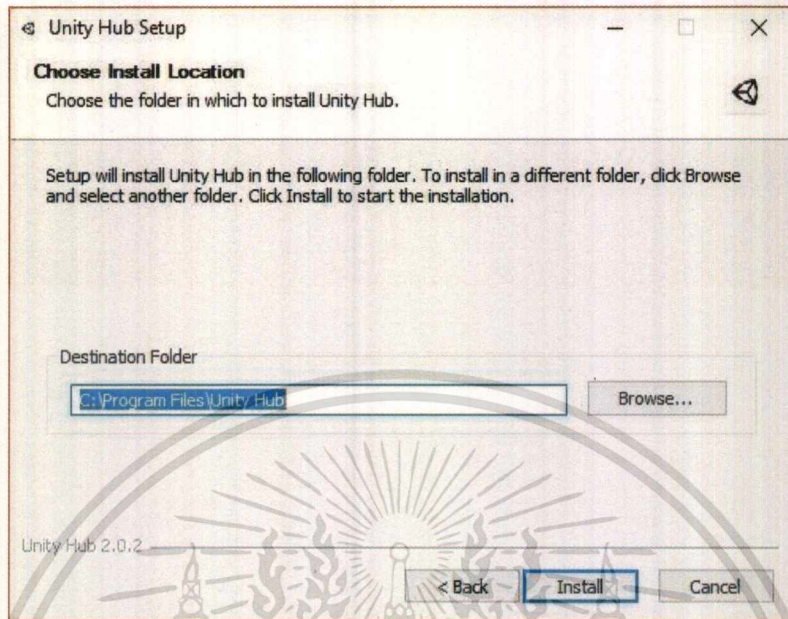 Unity Hub Setup
Choose Install Location
Choose the folder in which to install Unity Hub.
Setup will install Unity Hub in the following folder. To install in a different folder, click Browse
and select another folder. Click Install to start the installation.
Destination Folder
C:\Program Files\Unity Hub
Browse...
Unity Hub 2.0.2
< Back
Install
Cancel